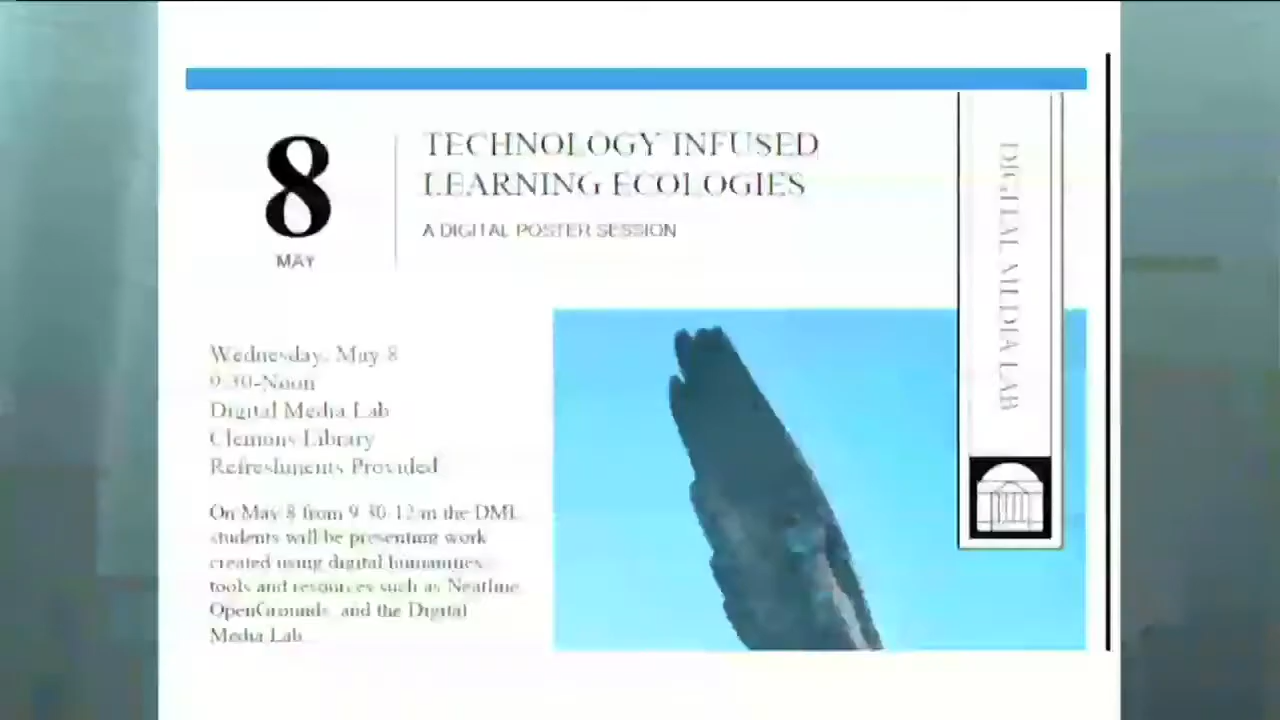 8
MAY
TECHNOLOGY INFUSED
LEARNING ECOLOGIES
A DIGITAL POSTER SESSION
DIGITAL MEDIA LAB
Wednesday, May 8
9:30-Noon
Digital Media Lab
Clemons Library
Refreshments Provided
On May 8 from 9:30-12 in the DML
students will be presenting work
created using digital humanities
tools and resources such as Neatline,
OpenGrounds, and the Digital
Media Lab.